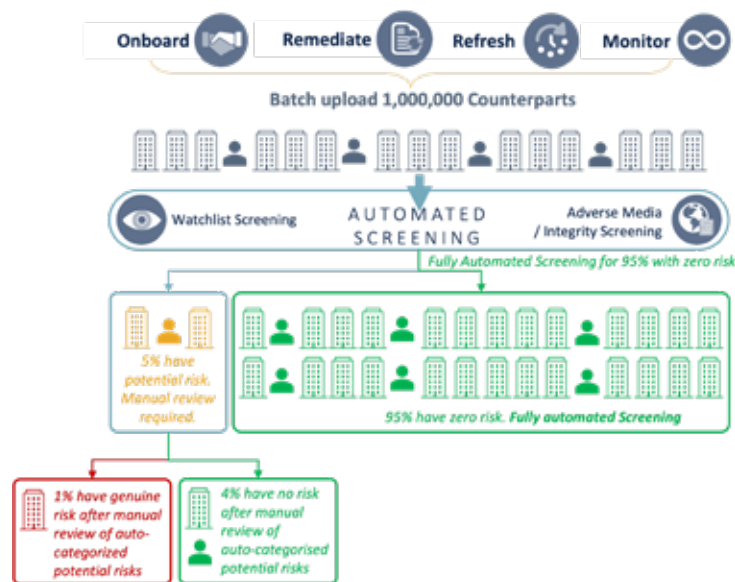 Onboard
Remediate
Refresh
Monitor
Batch upload 1,000,000 Counterparts
Watchlist Screening
AUTOMATED
SCREENING
Adverse Media
/ Integrity Screening
Fully Automated Screening for 95% with zero risk
5% have
potential risk.
Manual review
required.
95% have zero risk. Fully automated Screening
1% have genuine
risk after manual
review of auto-
categorized
potential risks
4% have no risk
after manual
review of
auto-categorised
potential risks